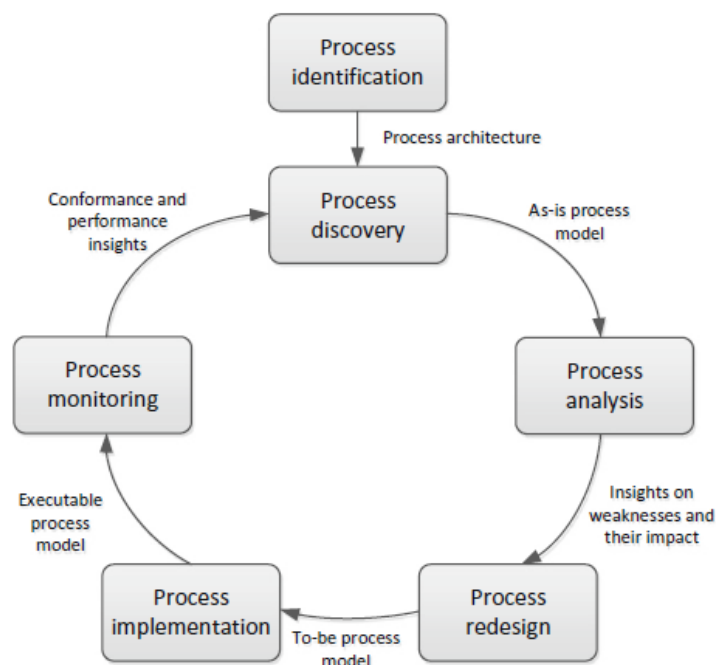 Process
identification
Process architecture
Process
discovery
As-is process
model
Process
analysis
Insights on
weaknesses and
their impact
Process
redesign
To-be process
model
Process
implementation
Executable
process
model
Process
monitoring
Conformance and
performance
insights